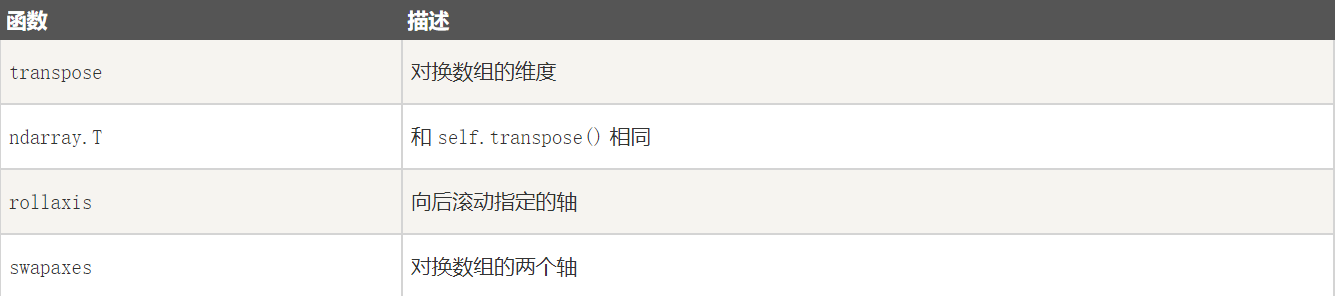 函数 描述
transpose 对换数组的维度
ndarray.T 和 self.transpose() 相同
rollaxis 向后滚动指定的轴
swapaxes 对换数组的两个轴